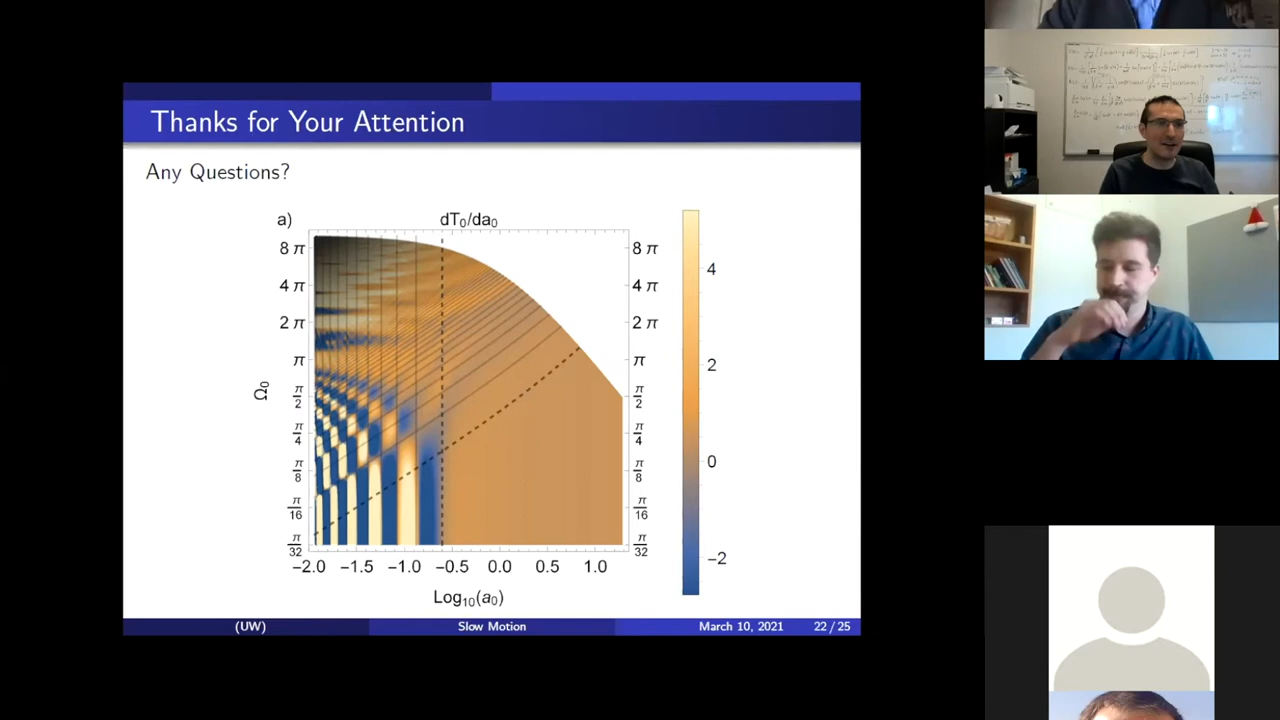 Thanks for Your Attention
Any Questions?
a)
dT₀/da₀
8 π
4 π
2 π
π
π/2
π/4
π/8
π/16
π/32
Ω₀
8 π
4 π
2 π
π
π/2
π/4
π/8
π/16
π/32
4
2
0
−2
−2.0 −1.5 −1.0 −0.5 0.0 0.5 1.0
Log₁₀(a₀)
(UW) Slow Motion March 10, 2021 22 / 25